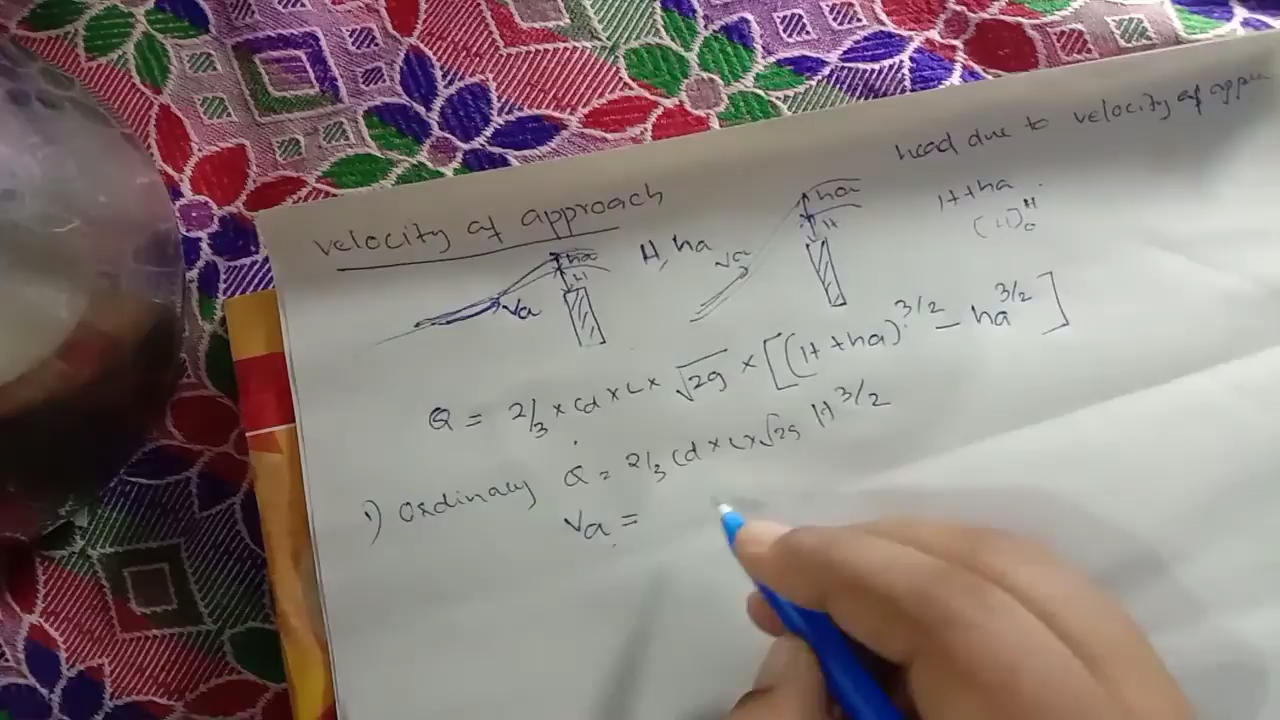 head due to velocity of appr
velocity of approach
ha
H
Va
H, ha
Va
ha
H
H+ha
(H)₀ᴴ
Q = 2/3 × Cd × L × √2g × [(H + ha)^3/2 – ha^3/2]
1) Ordinary Q = 2/3 Cd × L × √2g H^3/2
Va =